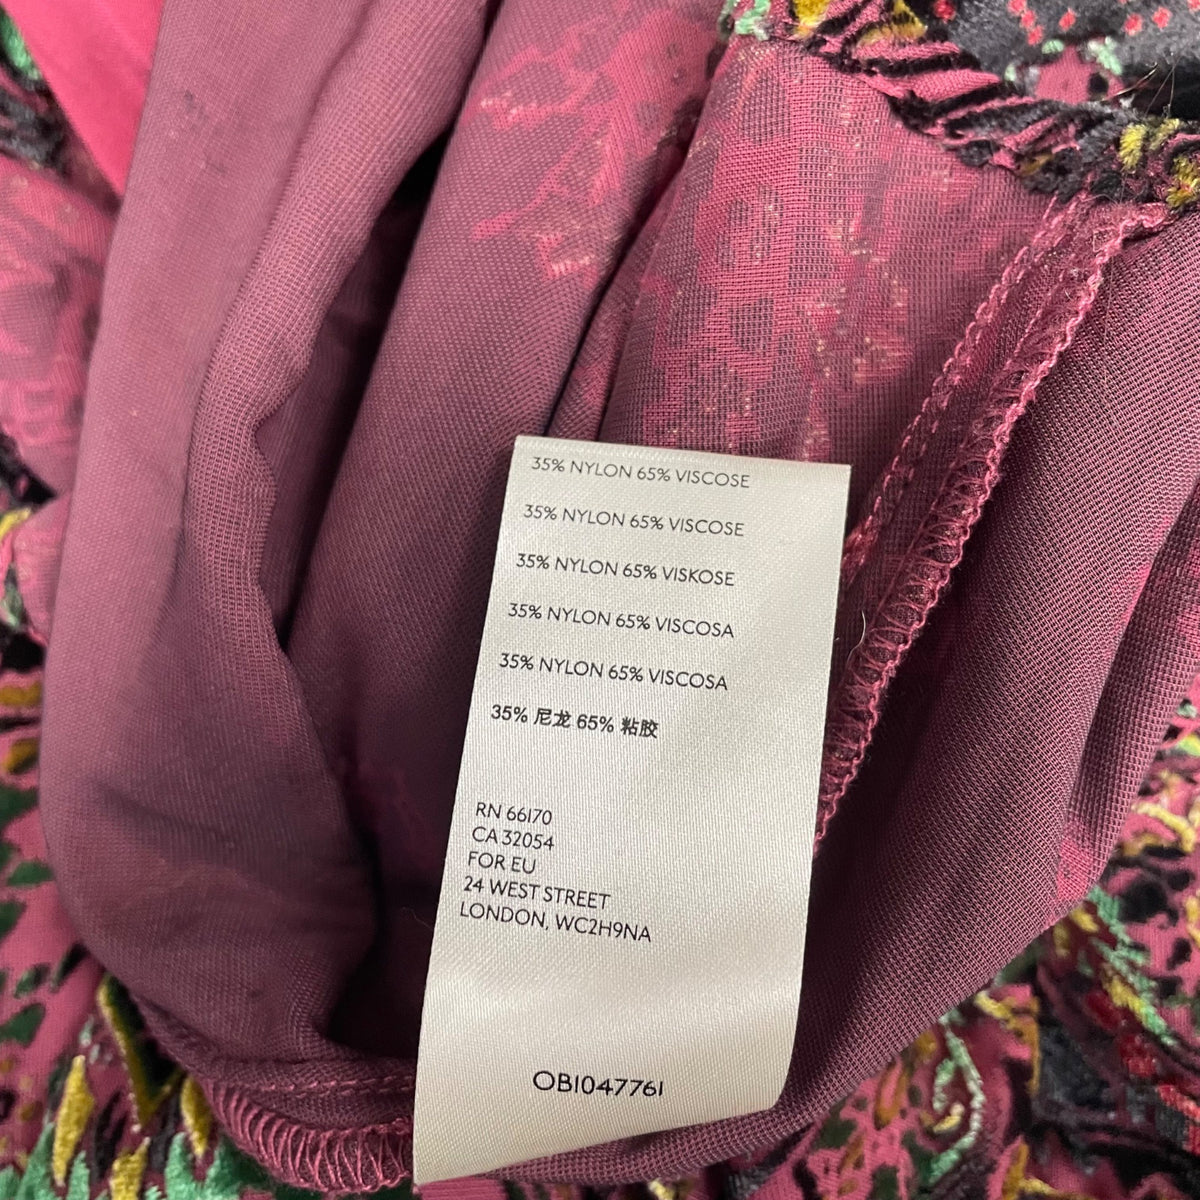 35% NYLON 65% VISCOSE
35% NYLON 65% VISCOSE
35% NYLON 65% VISKOSE
35% NYLON 65% VISCOSA
35% NYLON 65% VISCOSA
35% 尼龙 65% 粘胶
RN 66170
CA 32054
FOR EU
24 WEST STREET
LONDON, WC2H9NA
OB1047761